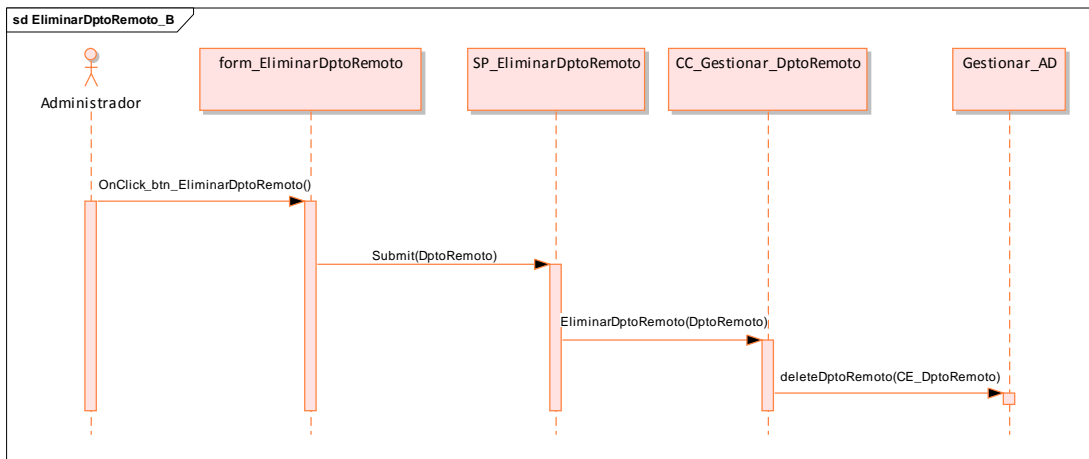 sd EliminarDptoRemoto_B
Administrador
form_EliminarDptoRemoto
SP_EliminarDptoRemoto
CC_Gestionar_DptoRemoto
Gestionar_AD
OnClick_btn_EliminarDptoRemoto()
Submit(DptoRemoto)
EliminarDptoRemoto(DptoRemoto)
deleteDptoRemoto(CE_DptoRemoto)